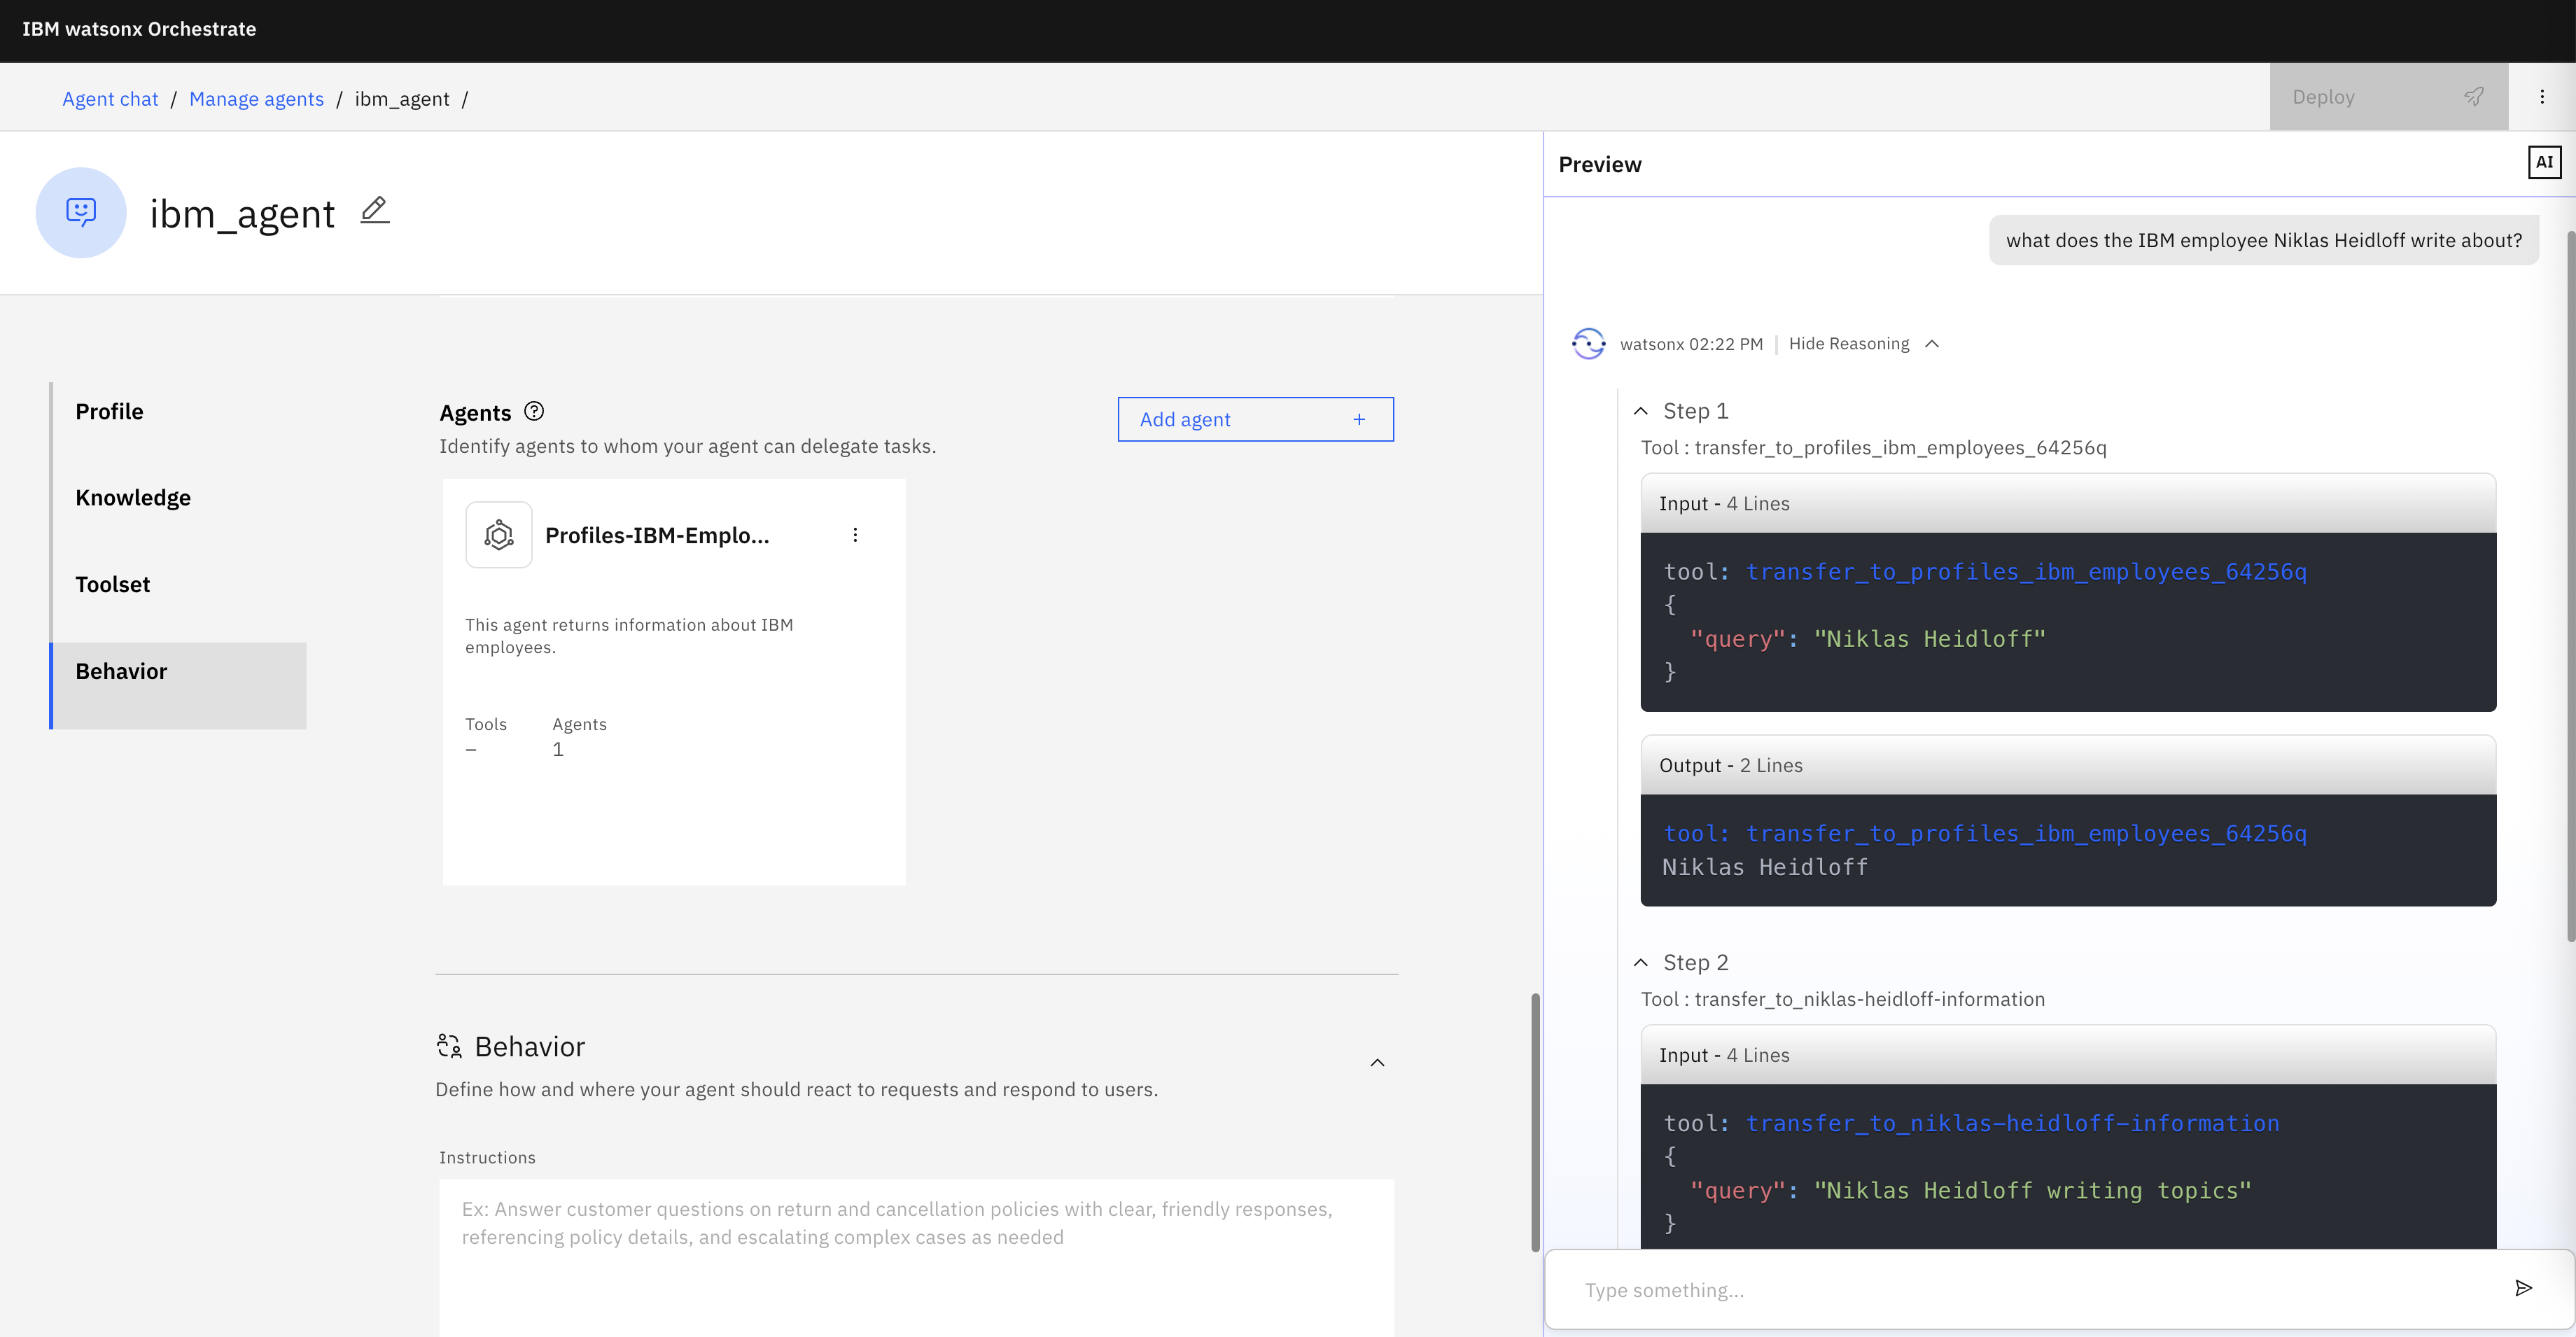 IBM watsonx Orchestrate
Agent chat / Manage agents / ibm_agent /
Deploy
ibm_agent
Profile
Knowledge
Toolset
Behavior
Agents
Identify agents to whom your agent can delegate tasks.
Add agent +
Profiles-IBM-Emplo...
This agent returns information about IBM
employees.
Tools Agents
– 1
Behavior
Define how and where your agent should react to requests and respond to users.
Instructions
Ex: Answer customer questions on return and cancellation policies with clear, friendly responses,
referencing policy details, and escalating complex cases as needed
Preview
AI
what does the IBM employee Niklas Heidloff write about?
watsonx 02:22 PM | Hide Reasoning
Step 1
Tool : transfer_to_profiles_ibm_employees_64256q
Input - 4 Lines
tool: transfer_to_profiles_ibm_employees_64256q
{
"query": "Niklas Heidloff"
}
Output - 2 Lines
tool: transfer_to_profiles_ibm_employees_64256q
Niklas Heidloff
Step 2
Tool : transfer_to_niklas-heidloff-information
Input - 4 Lines
tool: transfer_to_niklas-heidloff-information
{
"query": "Niklas Heidloff writing topics"
}
Type something...